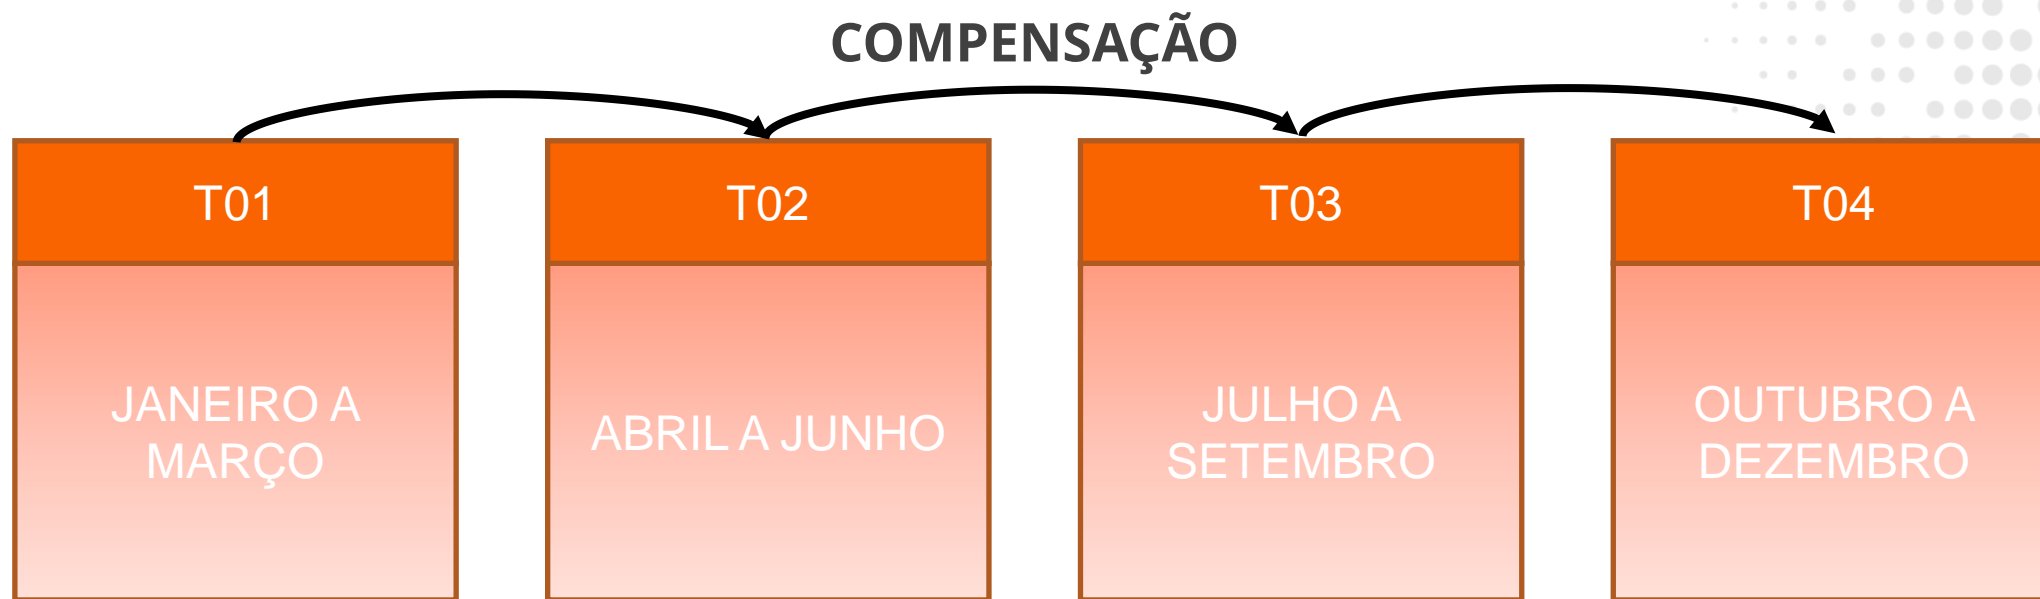 COMPENSAÇÃO
T01
T02
T03
T04
JANEIRO A
MARÇO
ABRIL A JUNHO
JULHO A
SETEMBRO
OUTUBRO A
DEZEMBRO